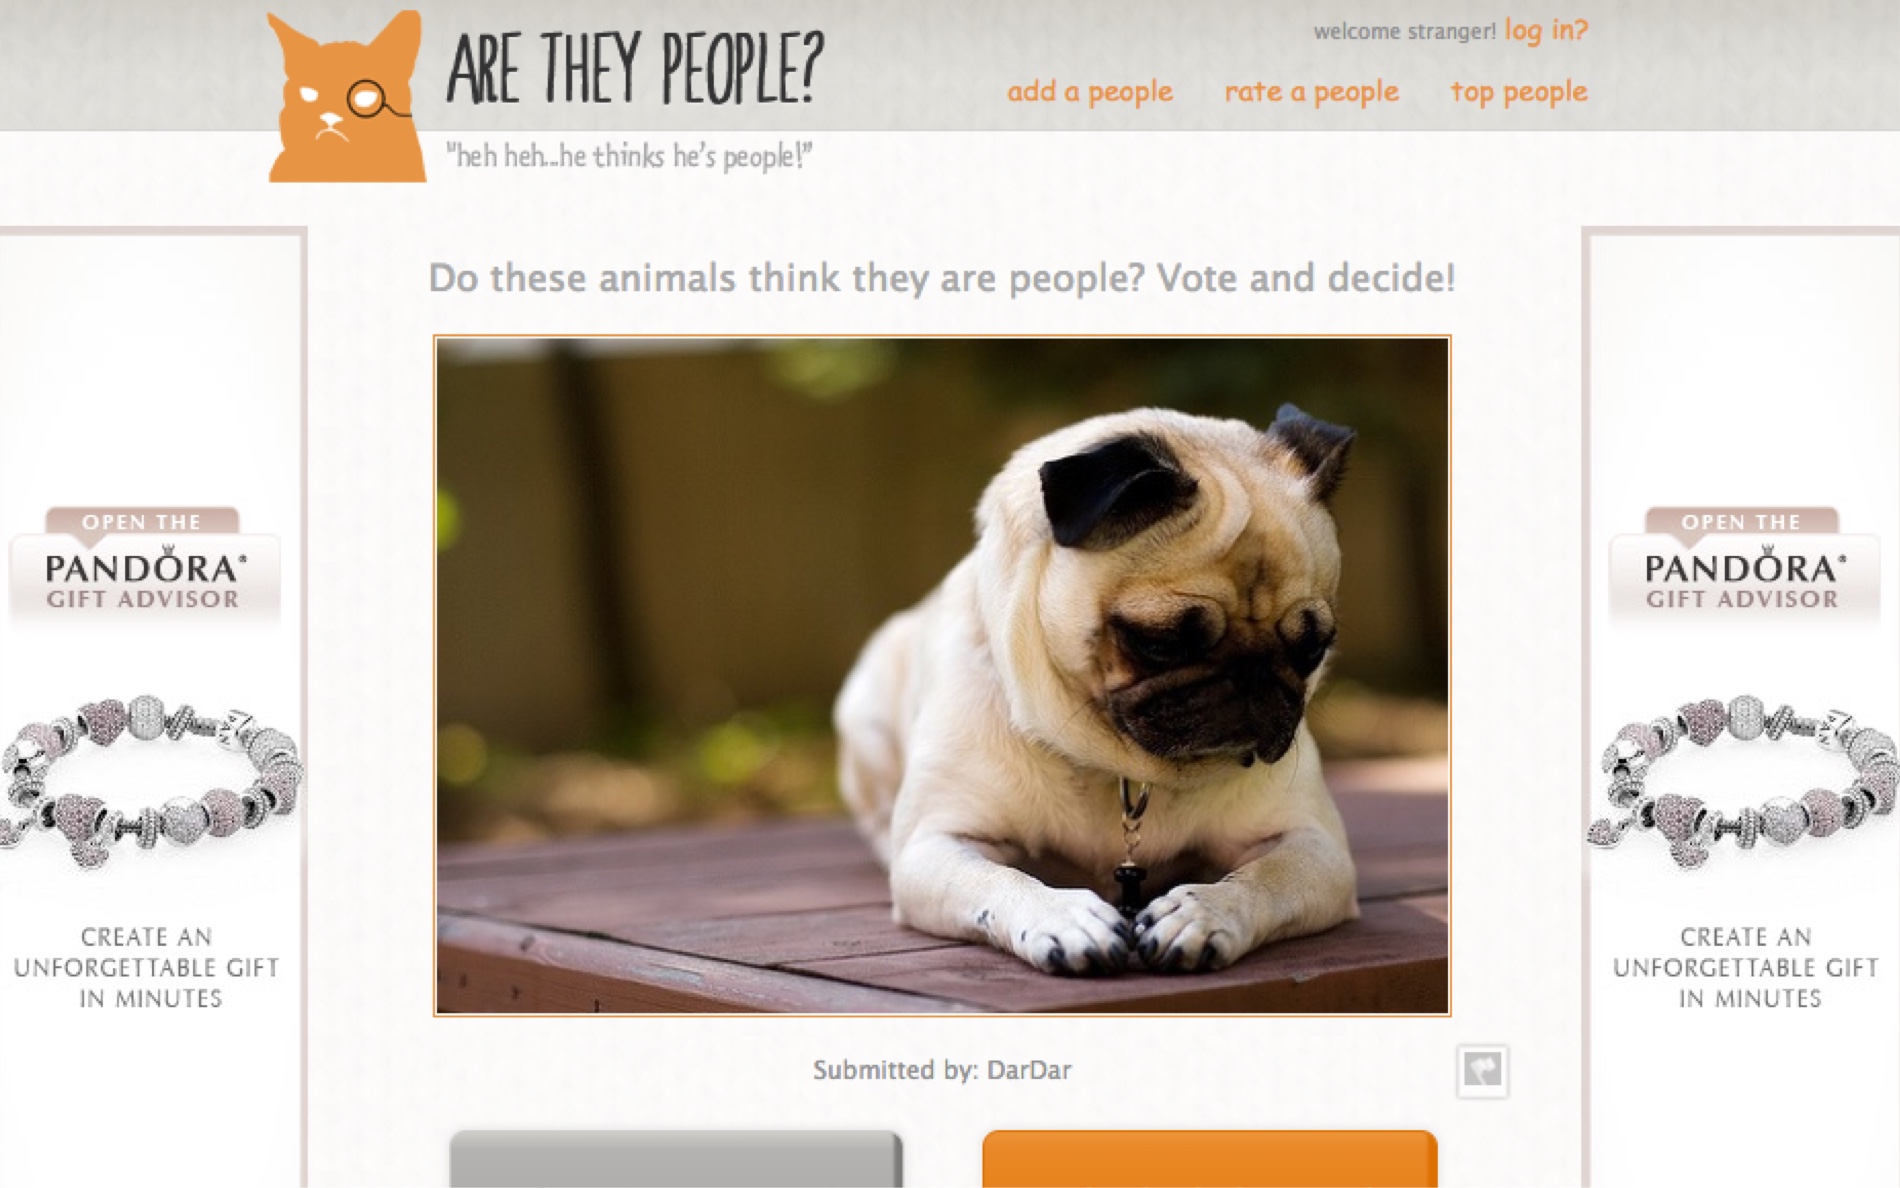 ARE THEY PEOPLE?
welcome stranger! log in?
add a people rate a people top people
"heh heh...he thinks he's people!"
Do these animals think they are people? Vote and decide!
OPEN THE
PANDÖRA®
GIFT ADVISOR
CREATE AN
UNFORGETTABLE GIFT
IN MINUTES
OPEN THE
PANDÖRA®
GIFT ADVISOR
CREATE AN
UNFORGETTABLE GIFT
IN MINUTES
Submitted by: DarDar